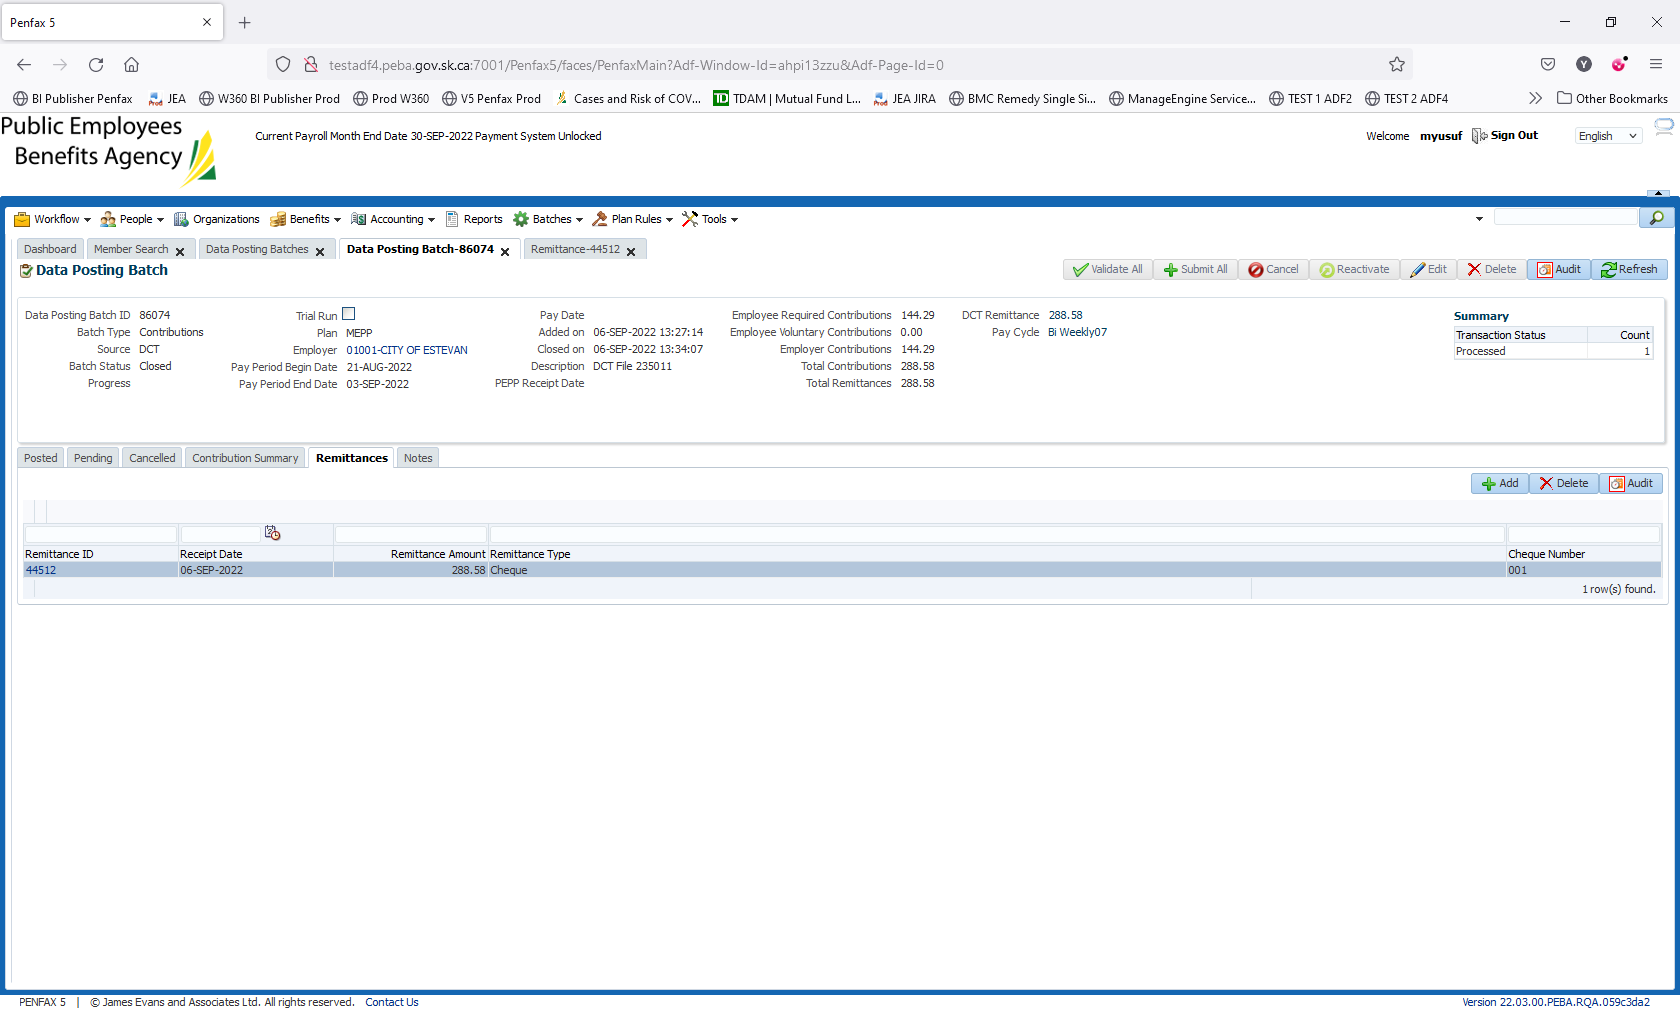 Penfax 5
testadf4.peba.gov.sk.ca:7001/Penfax5/faces/PenfaxMain?Adf-Window-Id=ahpi13zzu&Adf-Page-Id=0
BI Publisher Penfax JEA W360 BI Publisher Prod Prod W360 V5 Penfax Prod Cases and Risk of COV... TD TDAM | Mutual Fund L... JEA JIRA BMC Remedy Single Si... ManageEngine Service... TEST 1 ADF2 TEST 2 ADF4 Other Bookmarks
Public Employees
Benefits Agency
Current Payroll Month End Date 30-SEP-2022 Payment System Unlocked
Welcome myusuf Sign Out English
Workflow People Organizations Benefits Accounting Reports Batches Plan Rules Tools
Dashboard Member Search Data Posting Batches Data Posting Batch-86074 Remittance-44512
Data Posting Batch
Validate All Submit All Cancel Reactivate Edit Delete Audit Refresh
Data Posting Batch ID 86074 Trial Run Pay Date Employee Required Contributions 144.29 DCT Remittance 288.58 Summary
Batch Type Contributions Plan MEPP Added on 06-SEP-2022 13:27:14 Employee Voluntary Contributions 0.00 Pay Cycle Bi Weekly07 Transaction Status Count
Source DCT Employer 01001-CITY OF ESTEVAN Closed on 06-SEP-2022 13:34:07 Employer Contributions 144.29 Processed 1
Batch Status Closed Pay Period Begin Date 21-AUG-2022 Description DCT File 235011 Total Contributions 288.58
Progress Pay Period End Date 03-SEP-2022 PEPP Receipt Date Total Remittances 288.58
Posted Pending Cancelled Contribution Summary Remittances Notes
Add Delete Audit
Remittance ID Receipt Date Remittance Amount Remittance Type Cheque Number
44512 06-SEP-2022 288.58 Cheque 001
1 row(s) found.
PENFAX 5 | © James Evans and Associates Ltd. All rights reserved. Contact Us Version 22.03.00.PEBA.RQA.059c3da2